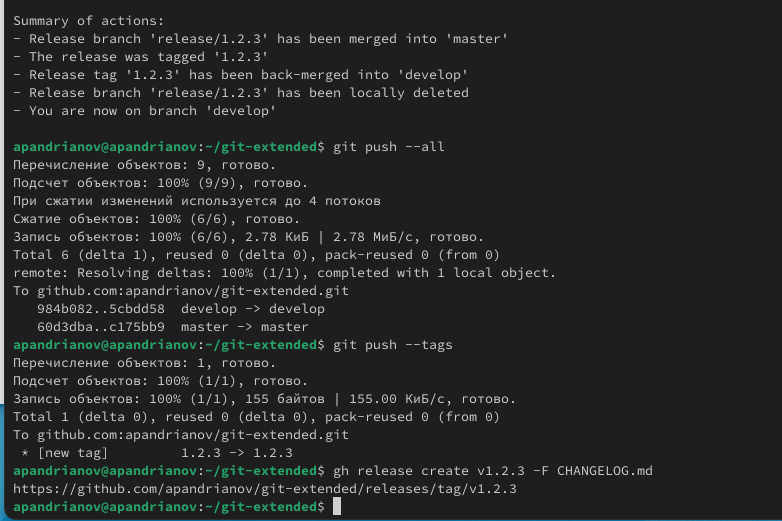 Summary of actions:
- Release branch 'release/1.2.3' has been merged into 'master'
- The release was tagged '1.2.3'
- Release tag '1.2.3' has been back-merged into 'develop'
- Release branch 'release/1.2.3' has been locally deleted
- You are now on branch 'develop'
apandrianov@apandrianov:~/git-extended$ git push --all
Перечисление объектов: 9, готово.
Подсчет объектов: 100% (9/9), готово.
При сжатии изменений используется до 4 потоков
Сжатие объектов: 100% (6/6), готово.
Запись объектов: 100% (6/6), 2.78 КиБ | 2.78 МиБ/с, готово.
Total 6 (delta 1), reused 0 (delta 0), pack-reused 0 (from 0)
remote: Resolving deltas: 100% (1/1), completed with 1 local object.
To github.com:apandrianov/git-extended.git
   984b082..5cbdd58  develop -> develop
   60d3dba..c175bb9  master -> master
apandrianov@apandrianov:~/git-extended$ git push --tags
Перечисление объектов: 1, готово.
Подсчет объектов: 100% (1/1), готово.
Запись объектов: 100% (1/1), 155 байтов | 155.00 КиБ/с, готово.
Total 1 (delta 0), reused 0 (delta 0), pack-reused 0 (from 0)
To github.com:apandrianov/git-extended.git
 * [new tag]         1.2.3 -> 1.2.3
apandrianov@apandrianov:~/git-extended$ gh release create v1.2.3 -F CHANGELOG.md
https://github.com/apandrianov/git-extended/releases/tag/v1.2.3
apandrianov@apandrianov:~/git-extended$